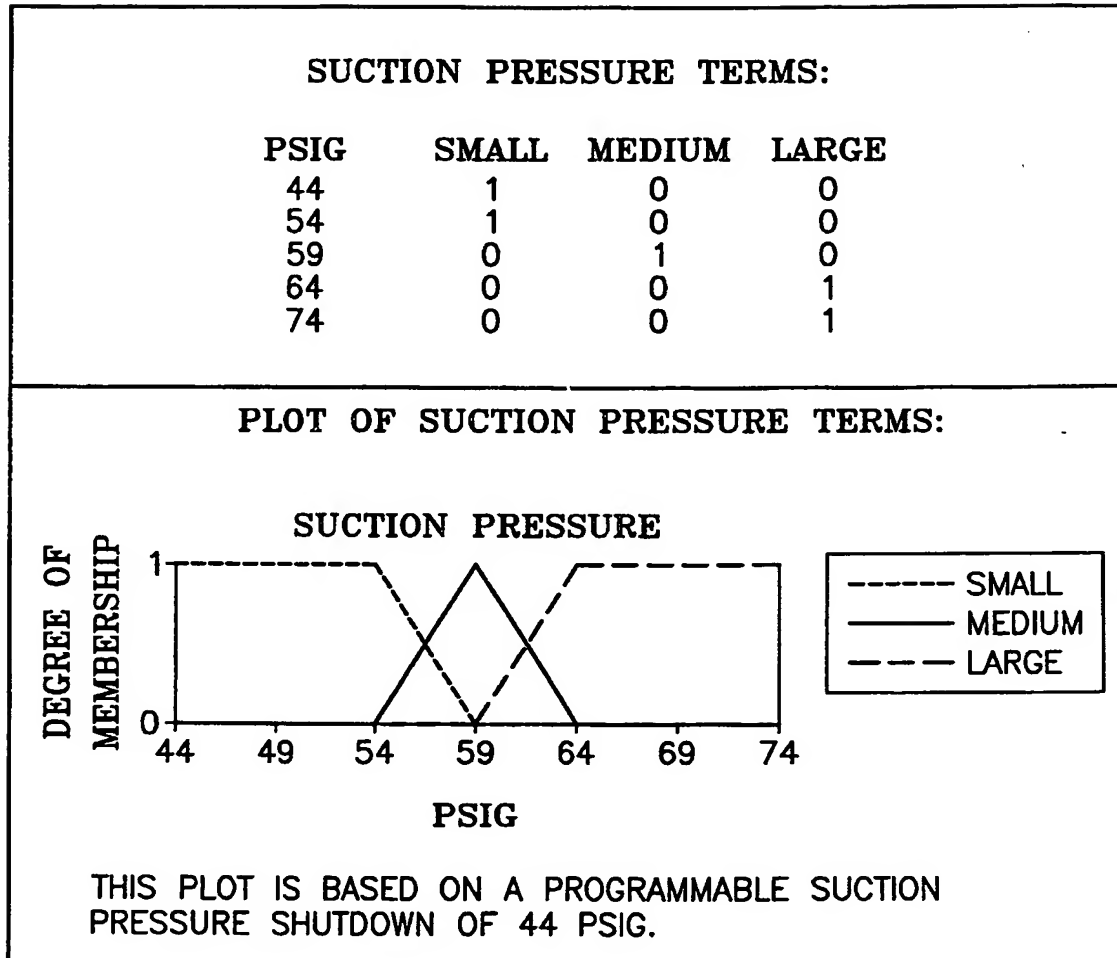 SUCTION PRESSURE TERMS:
PSIG SMALL MEDIUM LARGE
44 1 0 0
54 1 0 0
59 0 1 0
64 0 0 1
74 0 0 1
PLOT OF SUCTION PRESSURE TERMS:
SUCTION PRESSURE
DEGREE OF
MEMBERSHIP
1
0
44 49 54 59 64 69 74
PSIG
SMALL
MEDIUM
LARGE
THIS PLOT IS BASED ON A PROGRAMMABLE SUCTION
PRESSURE SHUTDOWN OF 44 PSIG.